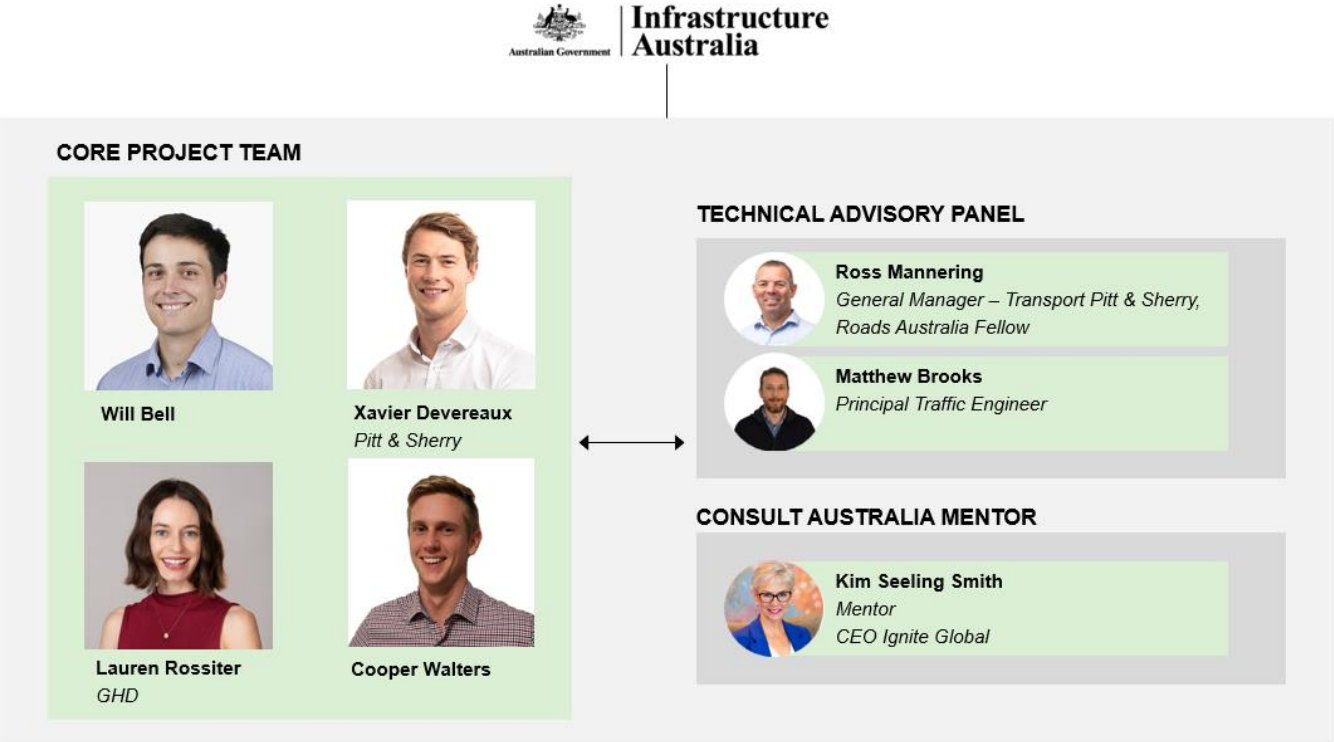 Australian Government
Infrastructure
Australia
CORE PROJECT TEAM
Will Bell
Xavier Devereaux
Pitt & Sherry
Lauren Rossiter
GHD
Cooper Walters
TECHNICAL ADVISORY PANEL
Ross Mannering
General Manager – Transport Pitt & Sherry,
Roads Australia Fellow
Matthew Brooks
Principal Traffic Engineer
CONSULT AUSTRALIA MENTOR
Kim Seeling Smith
Mentor
CEO Ignite Global